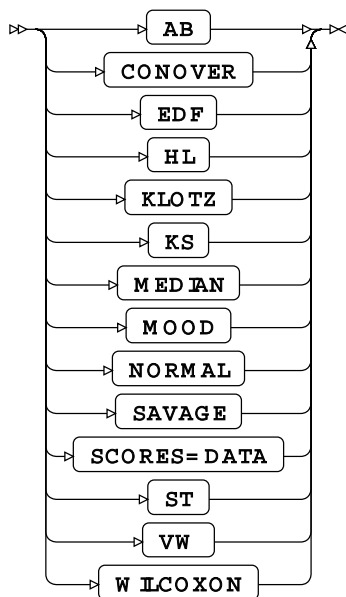 AB
CONOVER
EDF
HL
KLOTZ
KS
MEDIAN
MOOD
NORMAL
SAVAGE
SCORES=DATA
ST
VW
WILCOXON